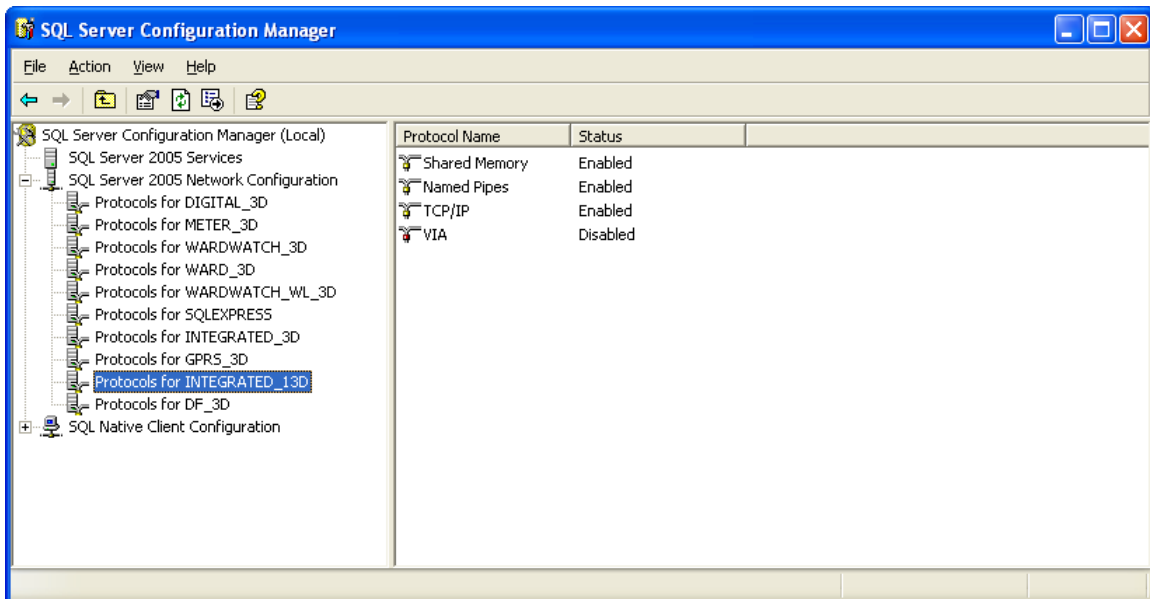 SQL Server Configuration Manager
File Action View Help
SQL Server Configuration Manager (Local)
SQL Server 2005 Services
SQL Server 2005 Network Configuration
Protocols for DIGITAL_3D
Protocols for METER_3D
Protocols for WARDWATCH_3D
Protocols for WARD_3D
Protocols for WARDWATCH_WL_3D
Protocols for SQLEXPRESS
Protocols for INTEGRATED_3D
Protocols for GPRS_3D
Protocols for INTEGRATED_13D
Protocols for DF_3D
SQL Native Client Configuration
Protocol Name Status
Shared Memory Enabled
Named Pipes Enabled
TCP/IP Enabled
VIA Disabled